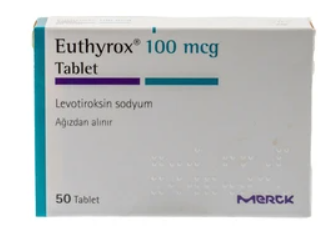 Euthyrox® 100 mcg
Tablet
Levotiroksin sodyum
Ağızdan alınır
50 Tablet
MERCK